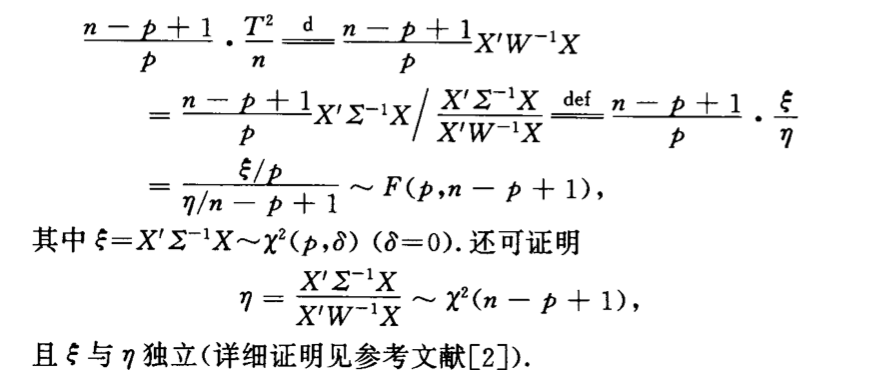 $\frac{n-p+1}{p} \cdot \frac{T^2}{n} \overset{\mathrm{d}}{=\!=} \frac{n-p+1}{p} X'W^{-1}X$
$= \frac{n-p+1}{p} X'\Sigma^{-1}X \Big/ \frac{X'\Sigma^{-1}X}{X'W^{-1}X} \overset{\mathrm{def}}{=\!=} \frac{n-p+1}{p} \cdot \frac{\xi}{\eta}$
$= \frac{\xi/p}{\eta/n-p+1} \sim F(p,n-p+1),$
其中 $\xi=X'\Sigma^{-1}X\sim\chi^2(p,\delta)$ $(\delta=0)$.还可证明
$\eta = \frac{X'\Sigma^{-1}X}{X'W^{-1}X} \sim \chi^2(n-p+1),$
且 $\xi$ 与 $\eta$ 独立(详细证明见参考文献[2]).